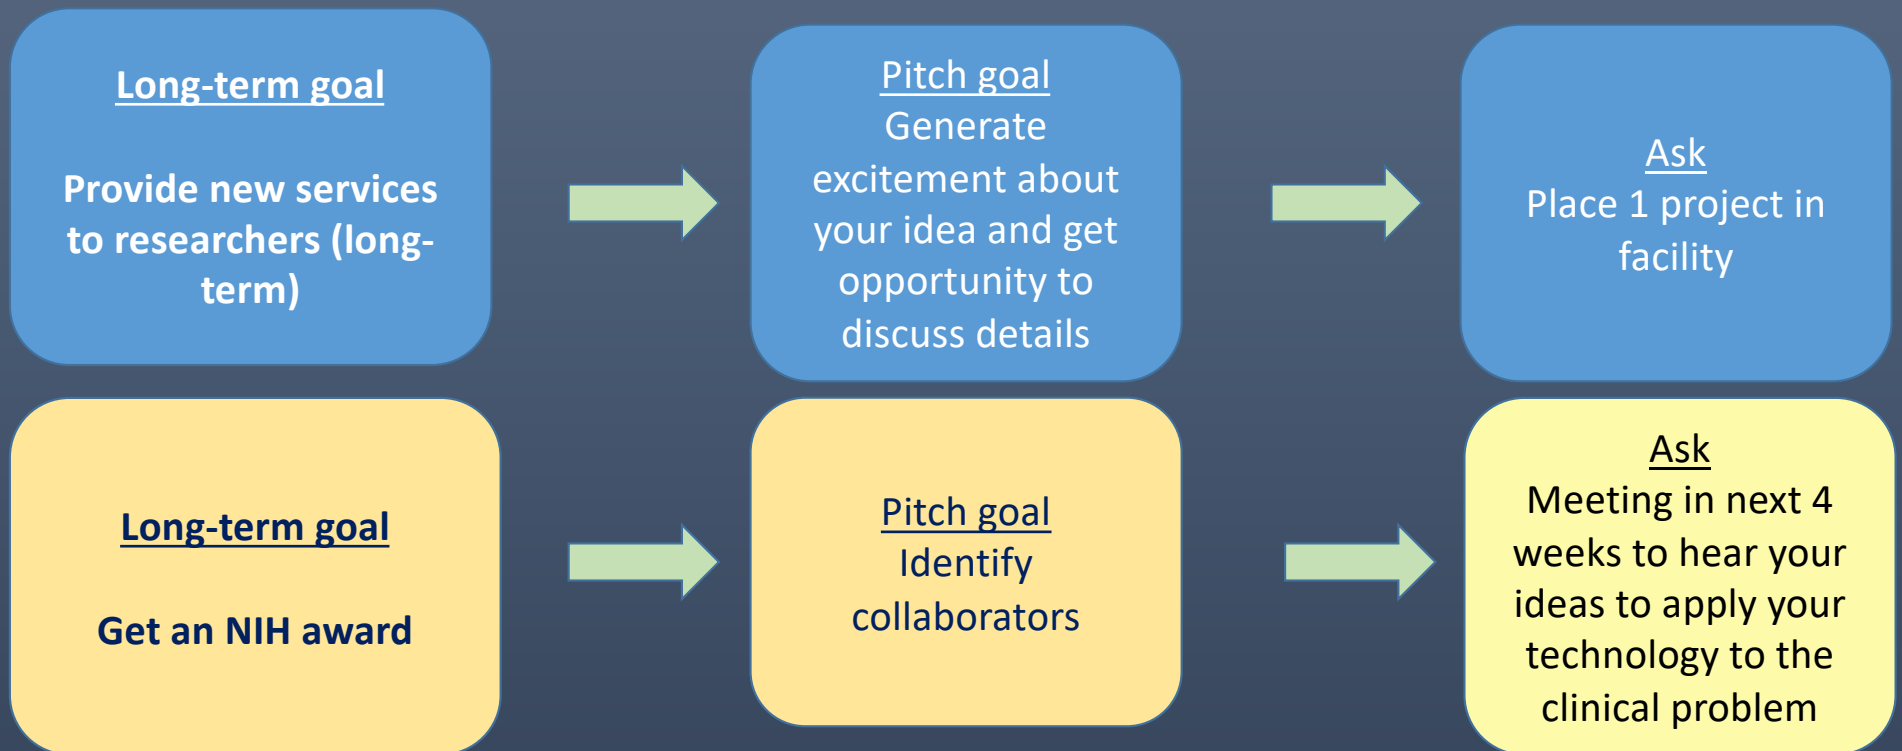 Long-term goal
Provide new services
to researchers (long-
term)
Pitch goal
Generate
excitement about
your idea and get
opportunity to
discuss details
Ask
Place 1 project in
facility
Long-term goal
Get an NIH award
Pitch goal
Identify
collaborators
Ask
Meeting in next 4
weeks to hear your
ideas to apply your
technology to the
clinical problem